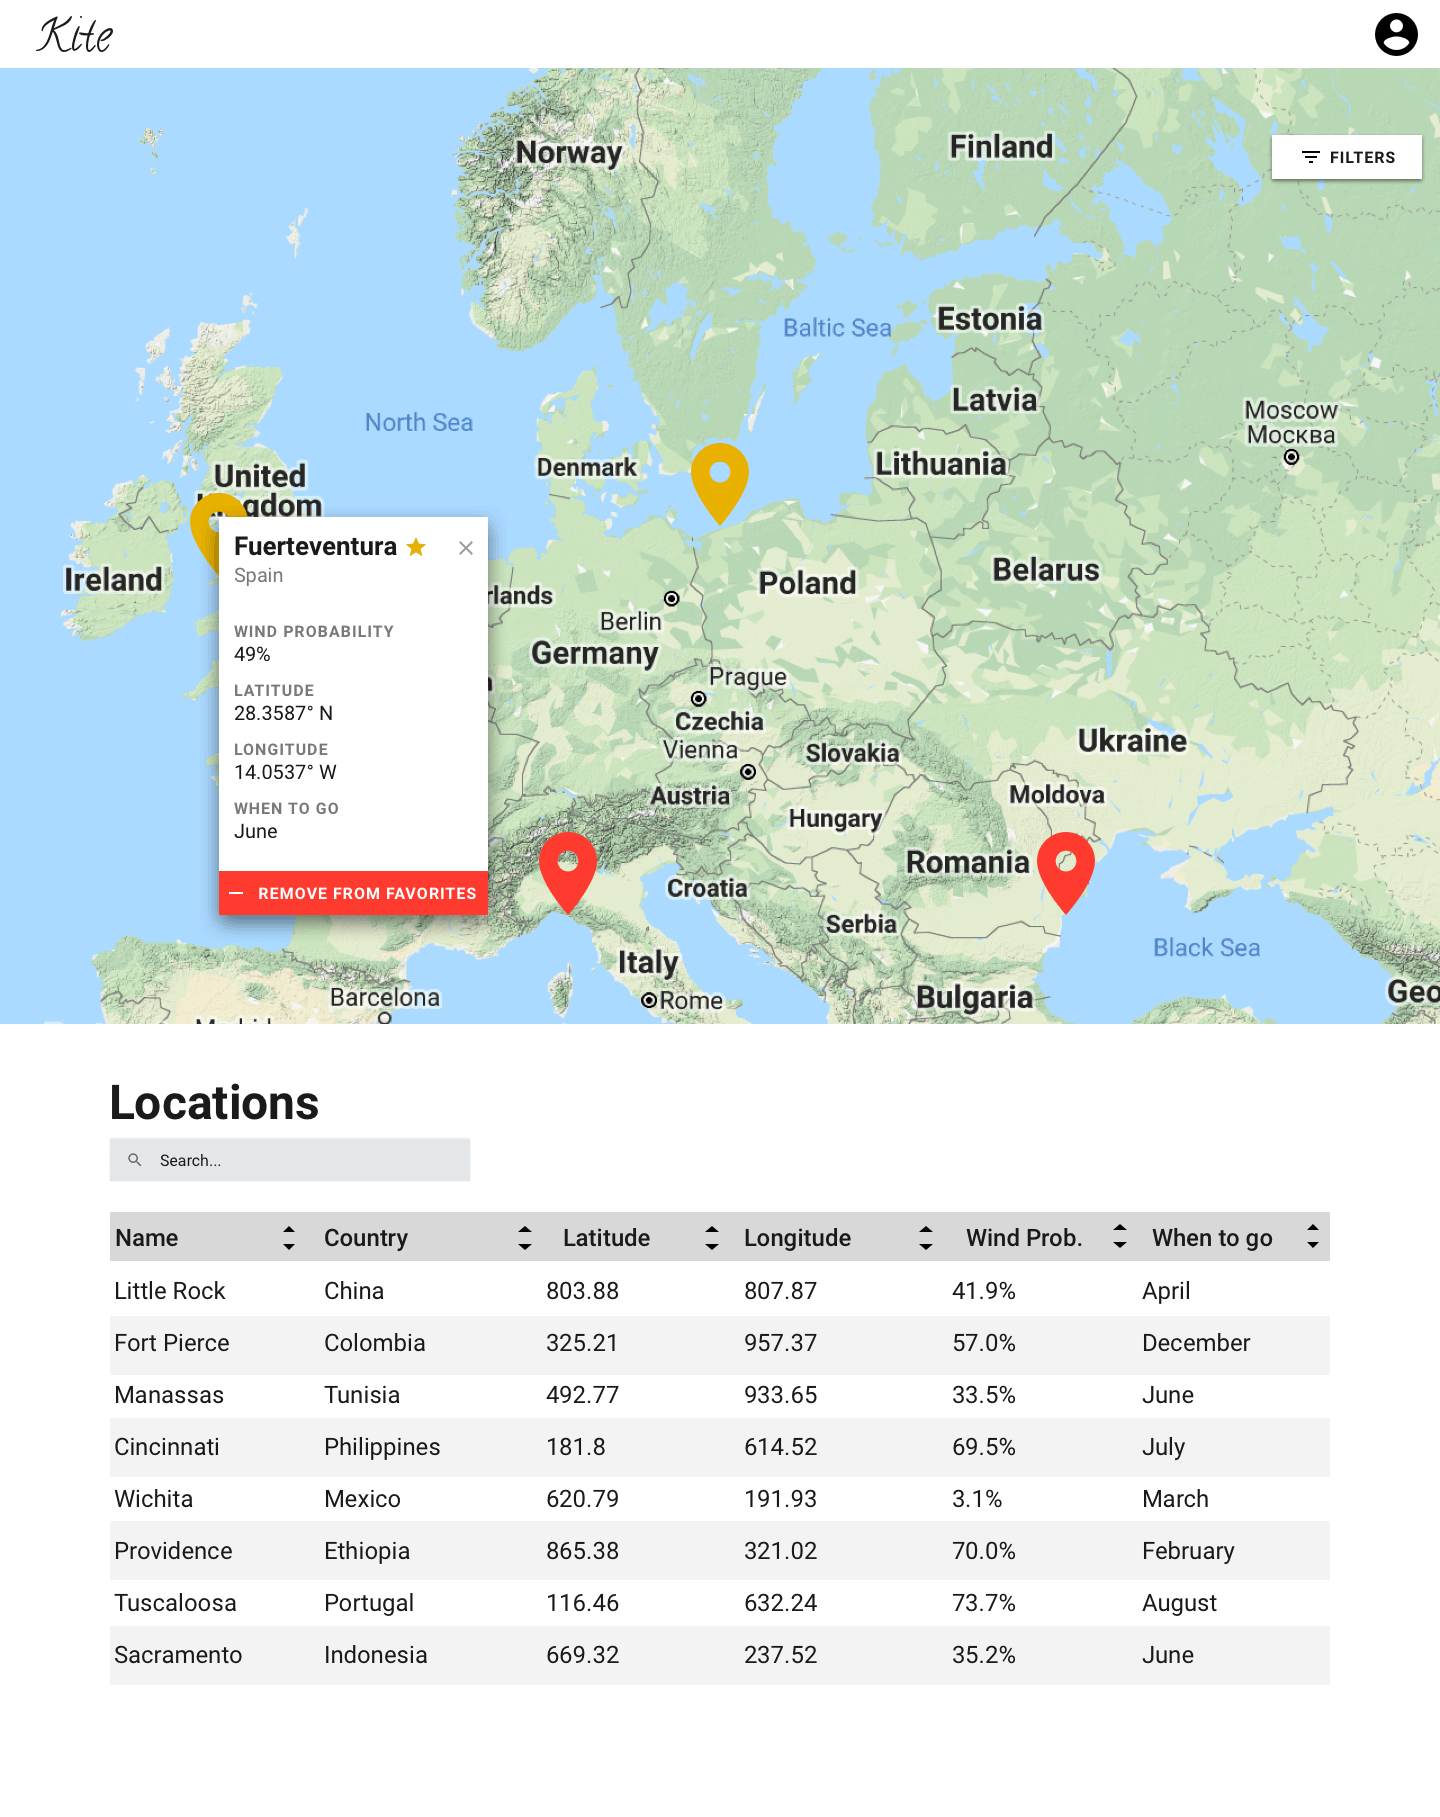 Kite
Norway
Finland
FILTERS
Baltic Sea
Estonia
Latvia
North Sea
Moscow
Москва
Denmark
Lithuania
United
Ireland
Poland
Belarus
Berlin
Germany
Prague
Czechia
Vienna
Slovakia
Ukraine
Austria
Moldova
Hungary
Romania
Croatia
Serbia
Italy
Black Sea
Barcelona
Rome
Bulgaria
Fuerteventura
Spain
WIND PROBABILITY
49%
LATITUDE
28.3587° N
LONGITUDE
14.0537° W
WHEN TO GO
June
REMOVE FROM FAVORITES
Locations
Search...
Name Country Latitude Longitude Wind Prob. When to go
Little Rock China 803.88 807.87 41.9% April
Fort Pierce Colombia 325.21 957.37 57.0% December
Manassas Tunisia 492.77 933.65 33.5% June
Cincinnati Philippines 181.8 614.52 69.5% July
Wichita Mexico 620.79 191.93 3.1% March
Providence Ethiopia 865.38 321.02 70.0% February
Tuscaloosa Portugal 116.46 632.24 73.7% August
Sacramento Indonesia 669.32 237.52 35.2% June